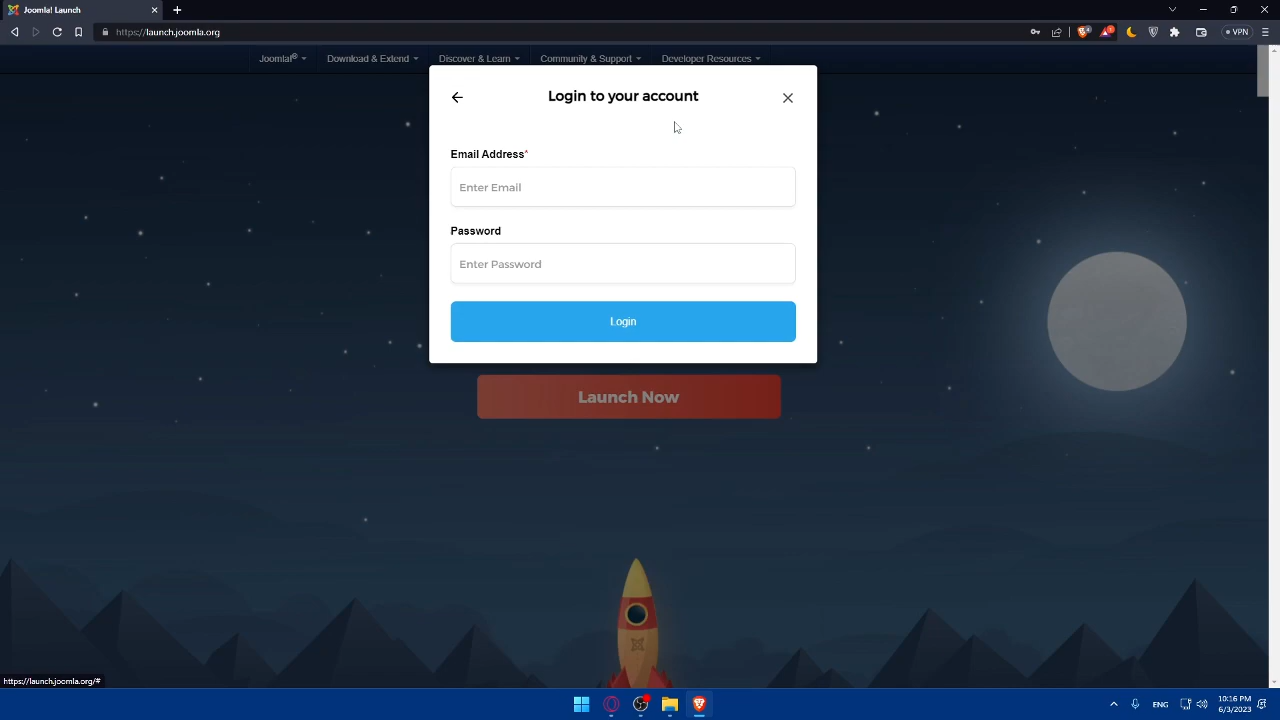 Joomla! Launch
https://launch.joomla.org
VPN
Joomla!® Download & Extend Discover & Learn Community & Support Developer Resources
Login to your account
Email Address*
Enter Email
Password
Enter Password
Login
Launch Now
https://launch.joomla.org/#
ENG
10:16 PM
6/3/2023